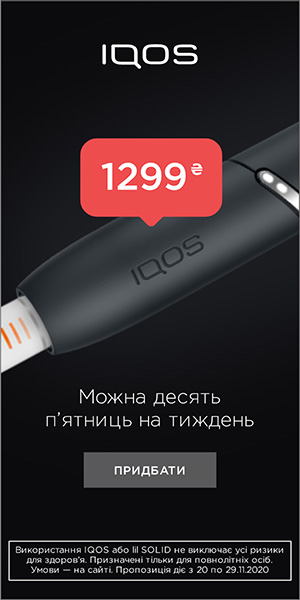 IQOS
1299 ₴
IQOS
Можна десять
п'ятниць на тиждень
ПРИДБАТИ
Використання IQOS або lil SOLID не виключає усі ризики
для здоров'я. Призначені тільки для повнолітніх осіб.
Умови — на сайті. Пропозиція діє з 20 по 29.11.2020